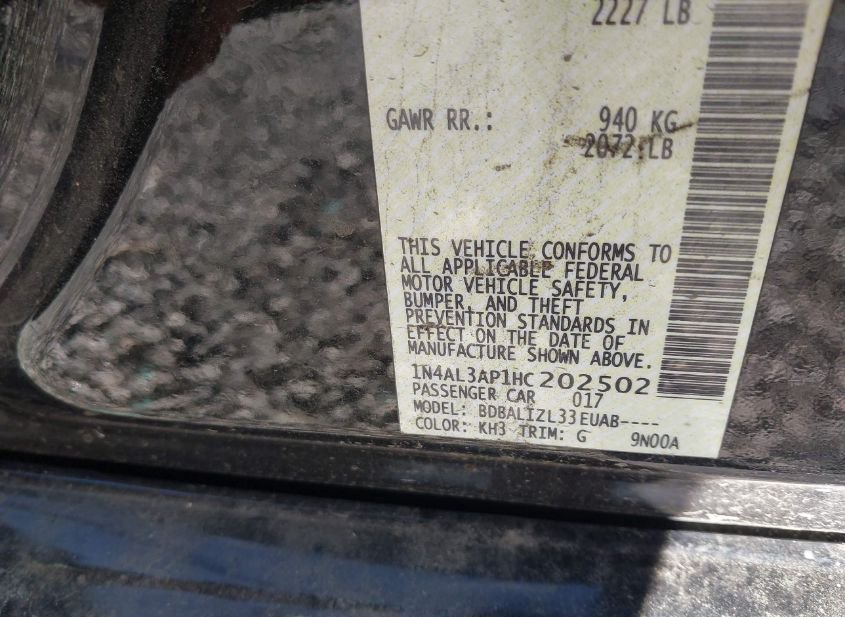 2227 LB
GAWR RR.: 940 KG
2072 LB
THIS VEHICLE CONFORMS TO
ALL APPLICABLE FEDERAL
MOTOR VEHICLE SAFETY,
BUMPER, AND THEFT
PREVENTION STANDARDS IN
EFFECT ON THE DATE OF
MANUFACTURE SHOWN ABOVE.
1N4AL3AP1HC202502
PASSENGER CAR 017
MODEL: BDBALIZL33EUAB----
COLOR: KH3 TRIM: G 9N00A